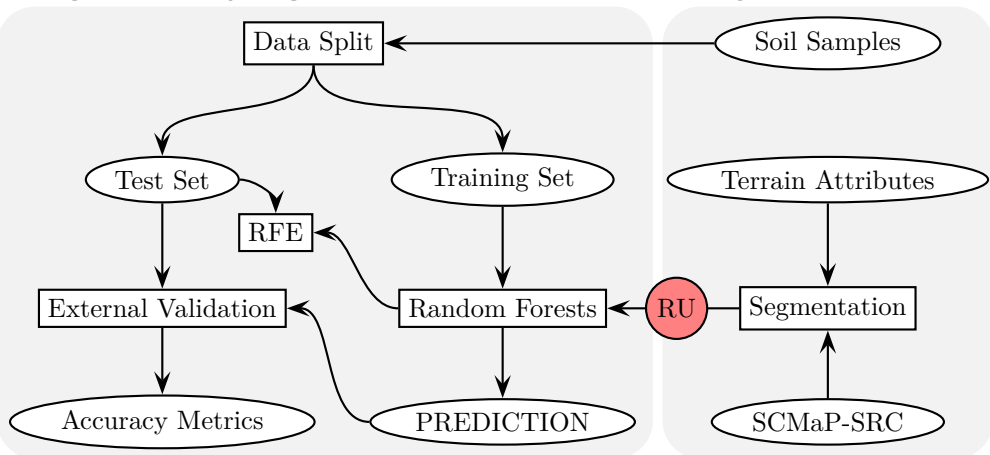 Data Split
Soil Samples
Test Set
Training Set
Terrain Attributes
RFE
External Validation
Random Forests
RU
Segmentation
Accuracy Metrics
PREDICTION
SCMaP-SRC